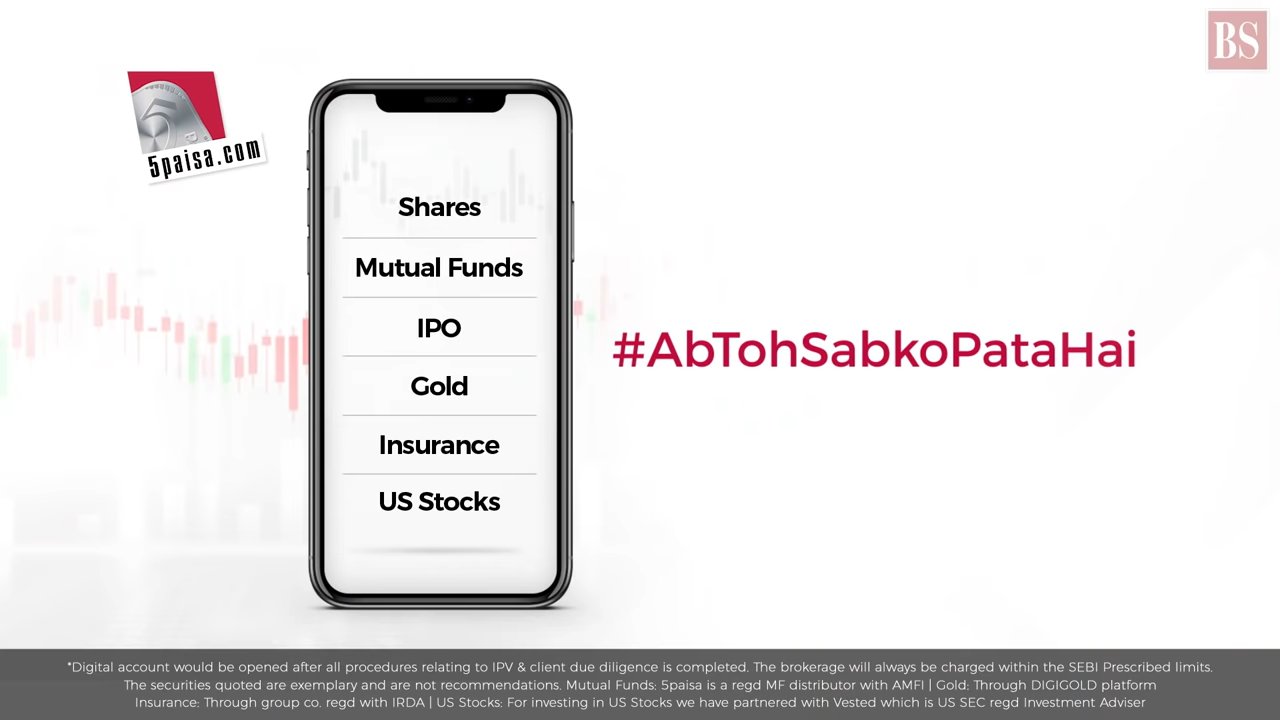 BS
5
5paisa.com
Shares
Mutual Funds
IPO
Gold
Insurance
US Stocks
#AbTohSabkoPataHai
*Digital account would be opened after all procedures relating to IPV & client due diligence is completed. The brokerage will always be charged within the SEBI Prescribed limits.
The securities quoted are exemplary and are not recommendations. Mutual Funds: 5paisa is a regd MF distributor with AMFI | Gold: Through DIGIGOLD platform
Insurance: Through group co. regd with IRDA | US Stocks: For investing in US Stocks we have partnered with Vested which is US SEC regd Investment Adviser